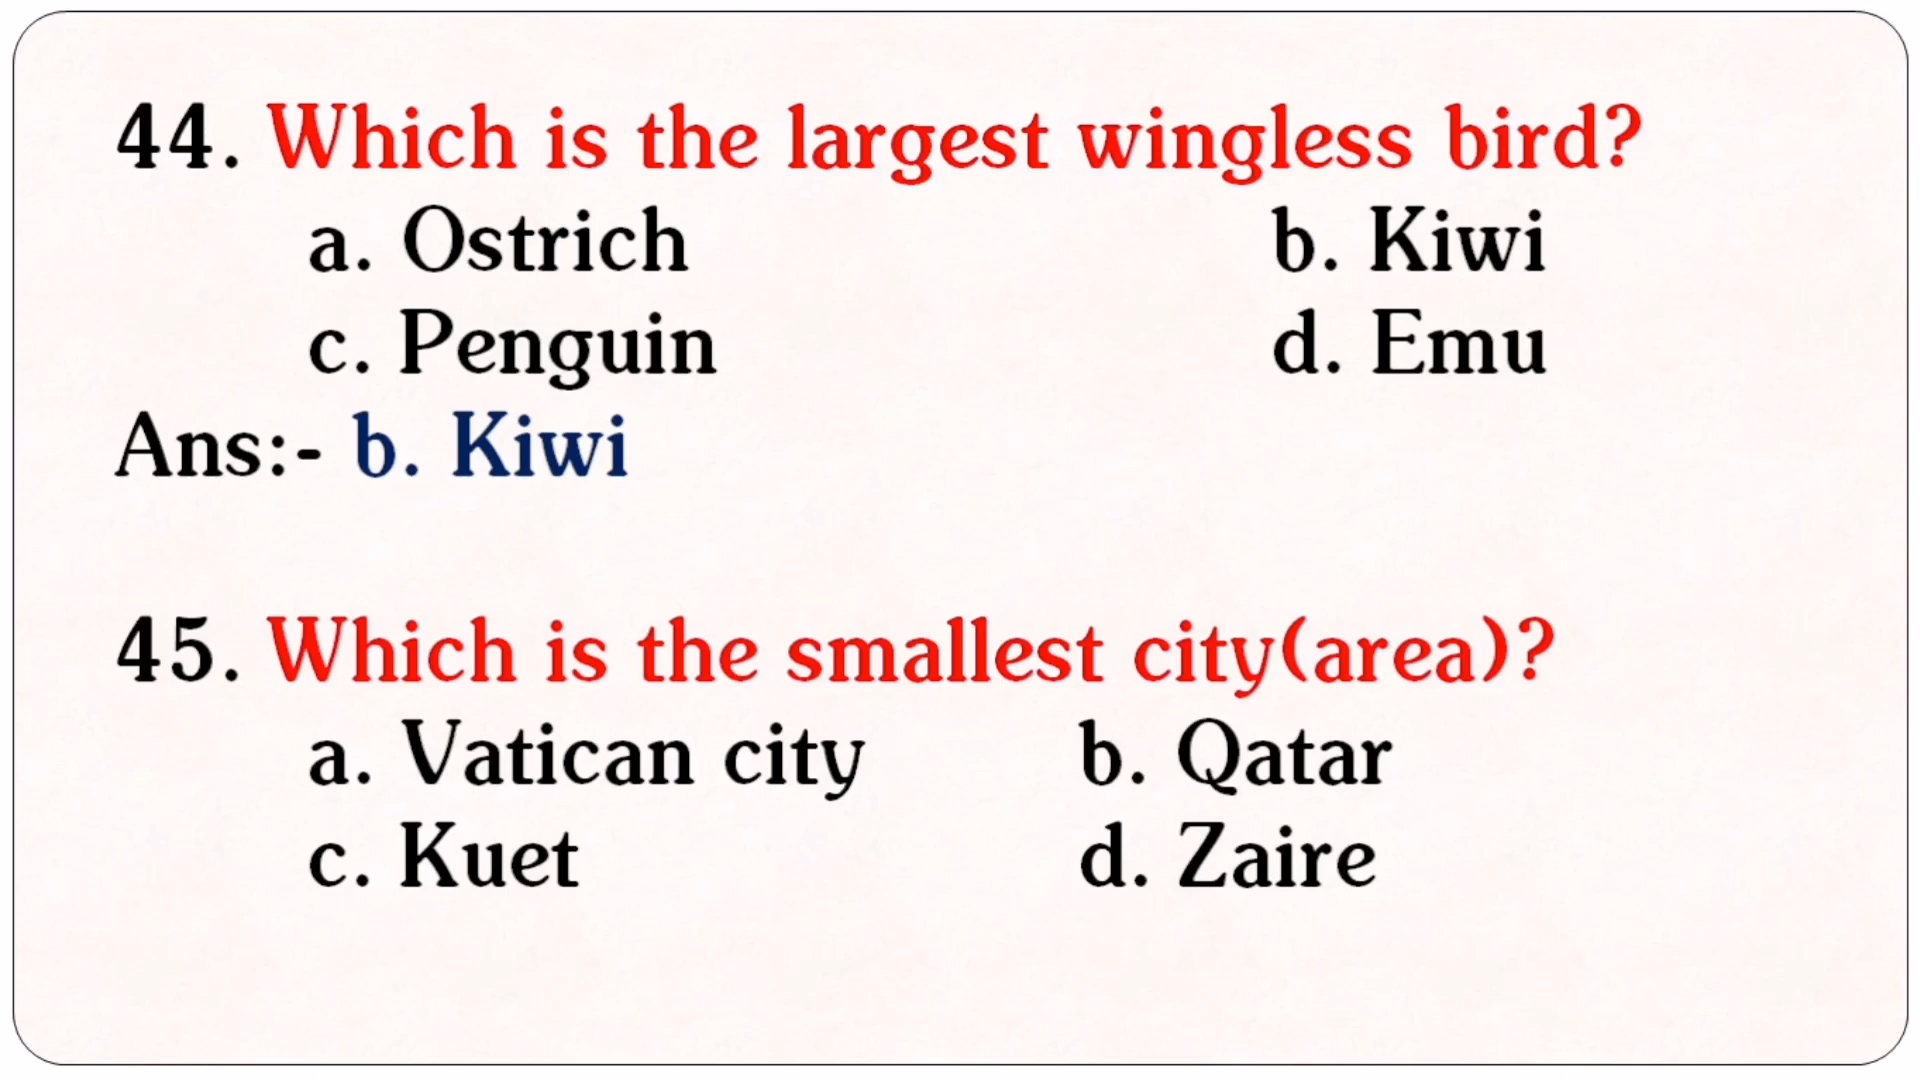 44. Which is the largest wingless bird?
a. Ostrich b. Kiwi
c. Penguin d. Emu
Ans:- b. Kiwi
45. Which is the smallest city(area)?
a. Vatican city b. Qatar
c. Kuet d. Zaire